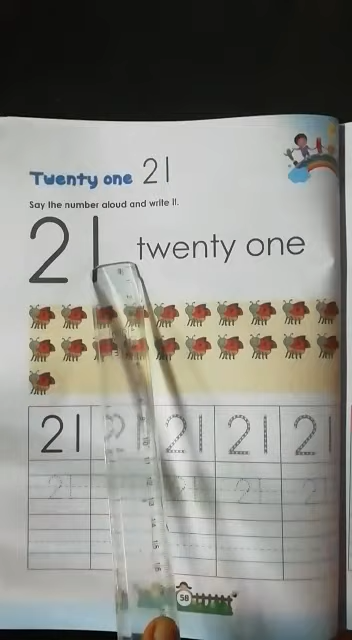 Twenty one 21
Say the number aloud and write it.
21 twenty one
21 21 21 21 21
21 21 21 21
58